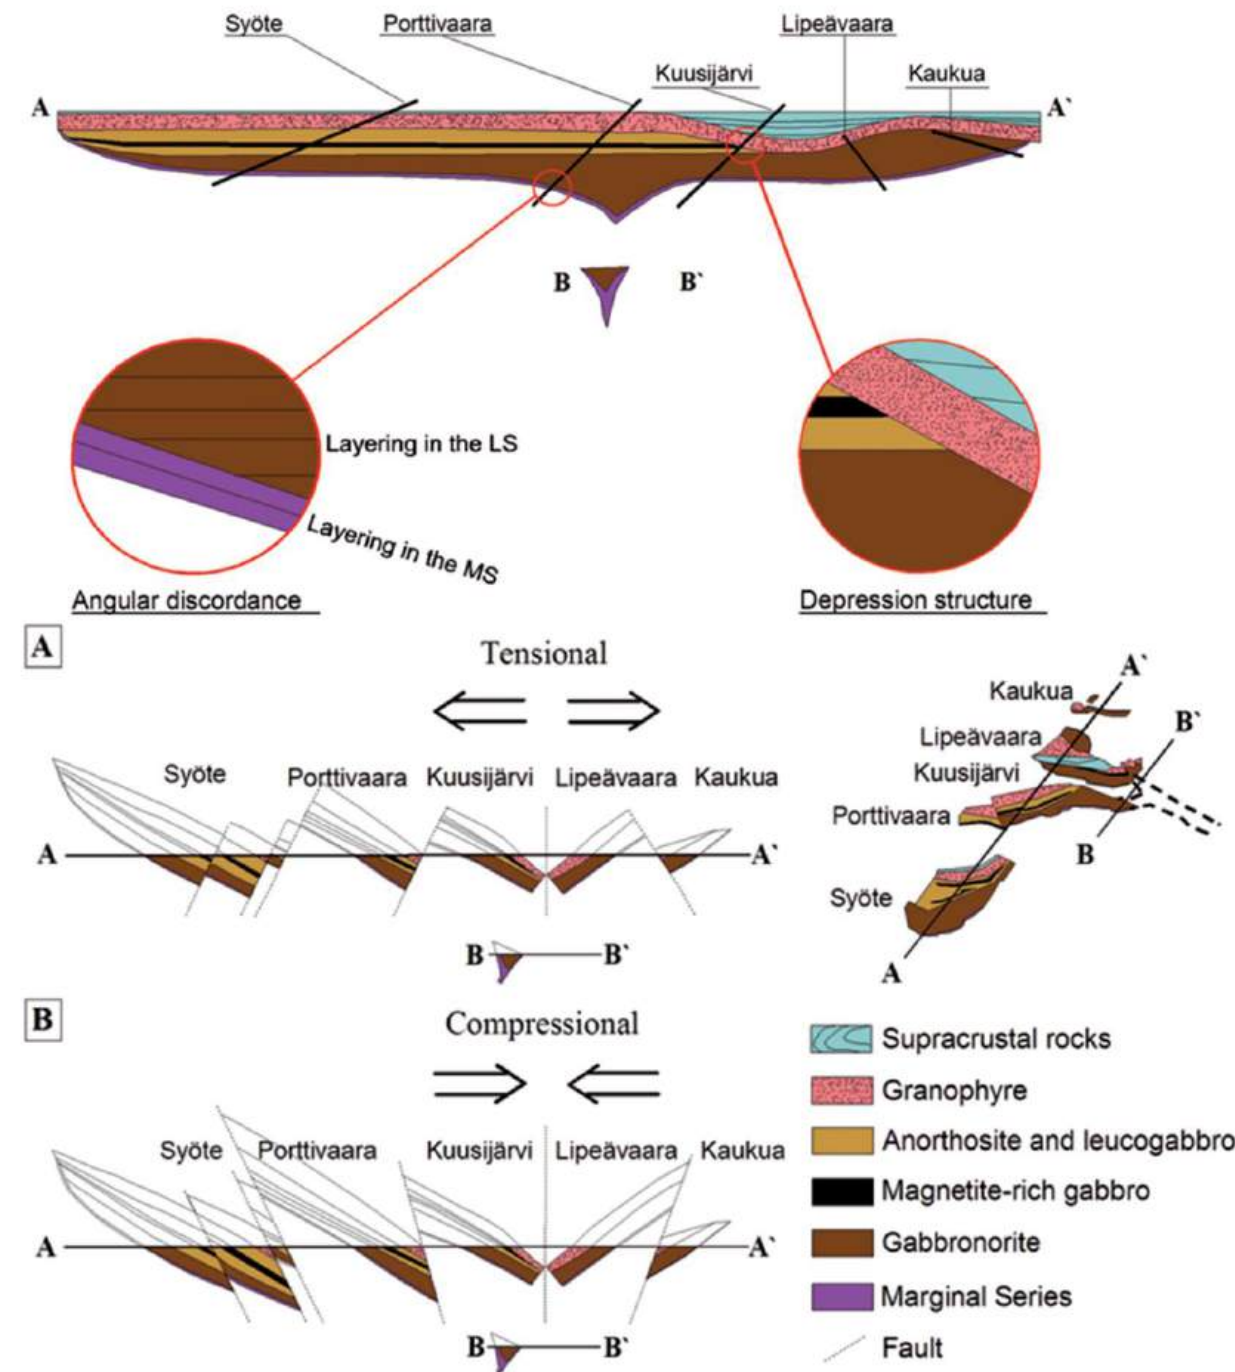 Syöte
Porttivaara
Lipeävaara
Kuusijärvi
Kaukua
A
A`
B
B`
Layering in the LS
Layering in the MS
Angular discordance
Depression structure
A
Tensional
Syöte
Porttivaara
Kuusijärvi
Lipeävaara
Kaukua
A
A`
B
B`
A`
Kaukua
B`
Lipeävaara
Kuusijärvi
Porttivaara
B
Syöte
A
B
Compressional
Syöte
Porttivaara
Kuusijärvi
Lipeävaara
Kaukua
A
A`
B
B`
Supracrustal rocks
Granophyre
Anorthosite and leucogabbro
Magnetite-rich gabbro
Gabbronorite
Marginal Series
Fault